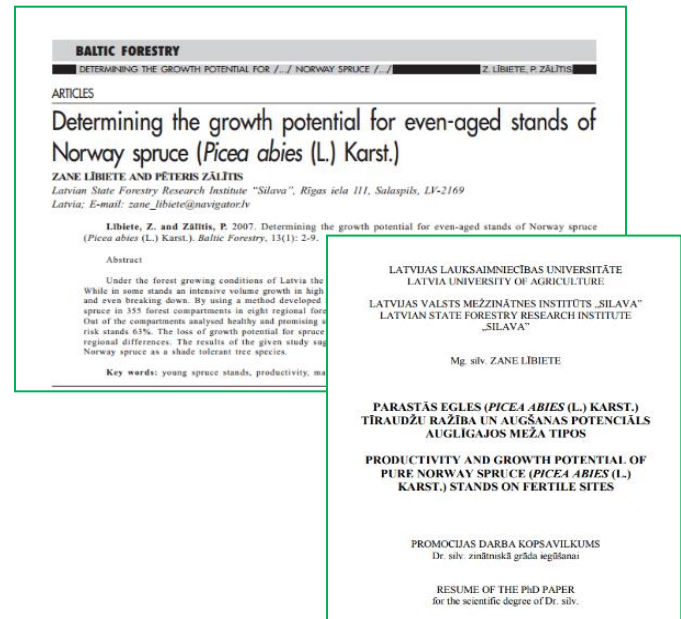 BALTIC FORESTRY
DETERMINING THE GROWTH POTENTIAL FOR /.../ NORWAY SPRUCE /.../ Z. LĪBIETE, P. ZĀLĪTIS
ARTICLES
Determining the growth potential for even-aged stands of
Norway spruce (Picea abies (L.) Karst.)
ZANE LĪBIETE AND PĒTERIS ZĀLĪTIS
Latvian State Forestry Research Institute "Silava", Rīgas iela 111, Salaspils, LV-2169
Latvia; E-mail: zane_libiete@navigator.lv
Lībiete, Z. and Zālītis, P. 2007. Determining the growth potential for even-aged stands of Norway spruce
(Picea abies (L.) Karst.). Baltic Forestry, 13(1): 2-9.
Abstract
Under the forest growing conditions of Latvia the
While in some stands an intensive volume growth in high
and even breaking down. By using a method developed
spruce in 355 forest compartments in eight regional fore
Out of the compartments analysed healthy and promising s
risk stands 63%. The loss of growth potential for spruce
regional differences. The results of the given study sug
Norway spruce as a shade tolerant tree species.
Key words: young spruce stands, productivity, ma
LATVIJAS LAUKSAIMNIECĪBAS UNIVERSITĀTE
LATVIA UNIVERSITY OF AGRICULTURE
LATVIJAS VALSTS MEŽZINĀTNES INSTITŪTS „SILAVA"
LATVIAN STATE FORESTRY RESEARCH INSTITUTE
„SILAVA"
Mg. silv. ZANE LĪBIETE
PARASTĀS EGLES (PICEA ABIES (L.) KARST.)
TĪRAUDŽU RAŽĪBA UN AUGŠANAS POTENCIĀLS
AUGLĪGAJOS MEŽA TIPOS
PRODUCTIVITY AND GROWTH POTENTIAL OF
PURE NORWAY SPRUCE (PICEA ABIES (L.)
KARST.) STANDS ON FERTILE SITES
PROMOCIJAS DARBA KOPSAVILKUMS
Dr. silv. zinātniskā grāda iegūšanai
RESUME OF THE PhD PAPER
for the scientific degree of Dr. silv.